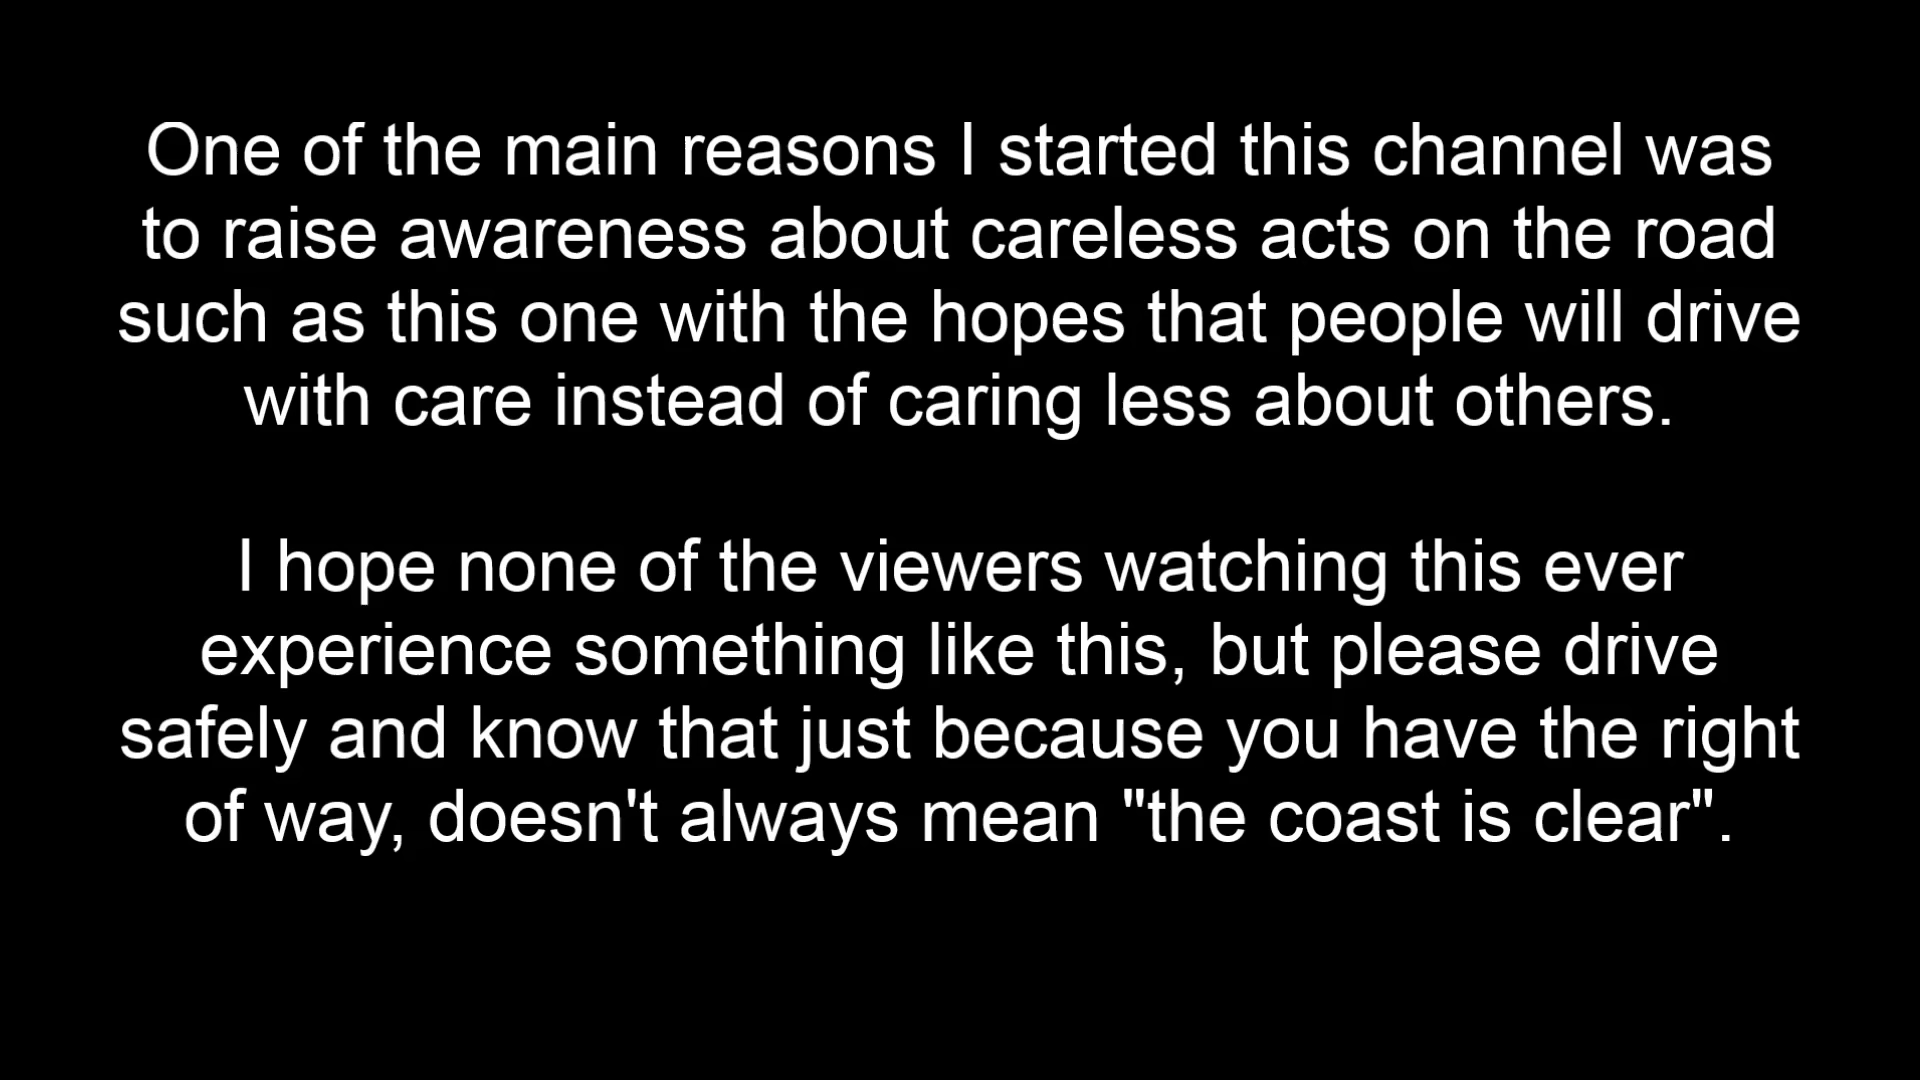 One of the main reasons I started this channel was
to raise awareness about careless acts on the road
such as this one with the hopes that people will drive
with care instead of caring less about others.
I hope none of the viewers watching this ever
experience something like this, but please drive
safely and know that just because you have the right
of way, doesn't always mean "the coast is clear".